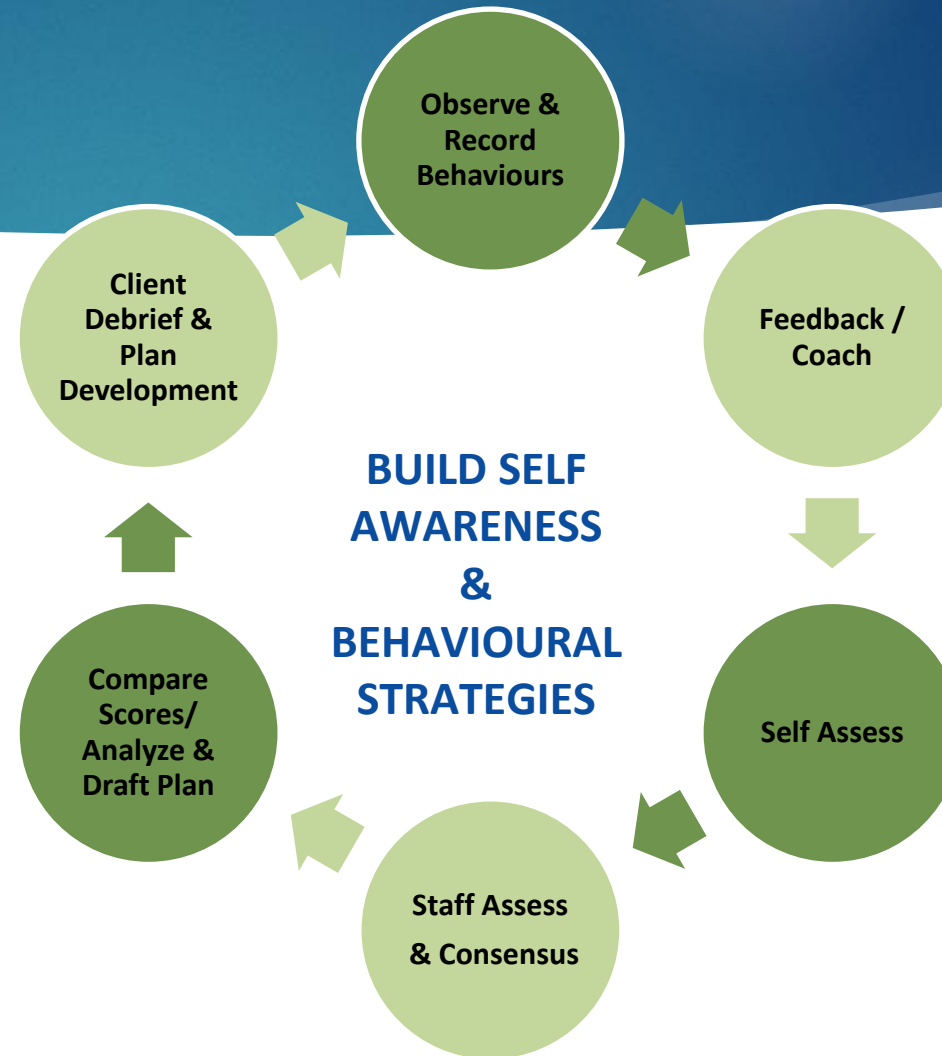 Observe &
Record
Behaviours
Feedback /
Coach
Self Assess
Staff Assess
& Consensus
Compare
Scores/
Analyze &
Draft Plan
Client
Debrief &
Plan
Development
BUILD SELF
AWARENESS
&
BEHAVIOURAL
STRATEGIES